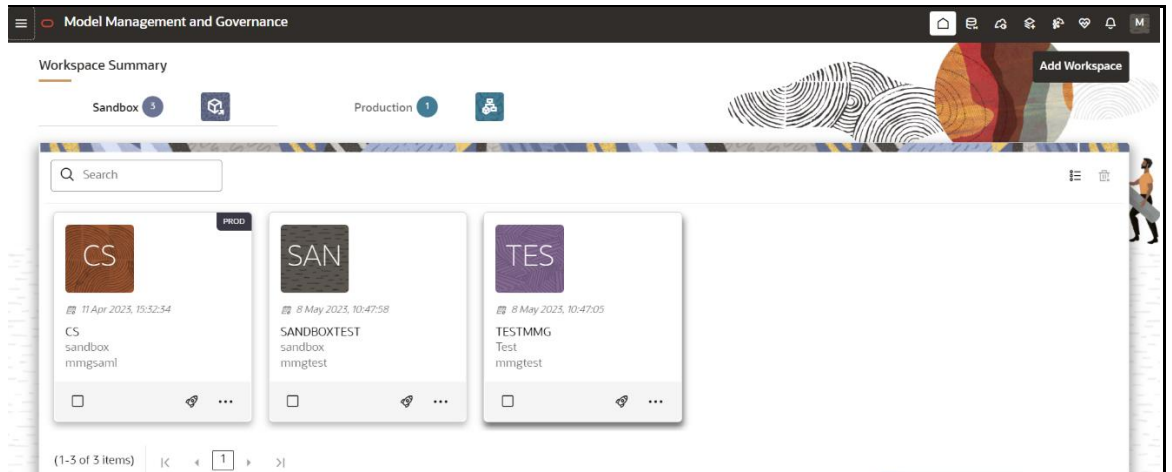 Model Management and Governance
M
Workspace Summary
Add Workspace
Sandbox 3
Production 1
Search
PROD
CS
SAN
TES
11 Apr 2023, 15:32:34
8 May 2023, 10:47:58
8 May 2023, 10:47:05
CS
SANDBOXTEST
TESTMMG
sandbox
sandbox
Test
mmgsaml
mmgtest
mmgtest
(1-3 of 3 items)
1